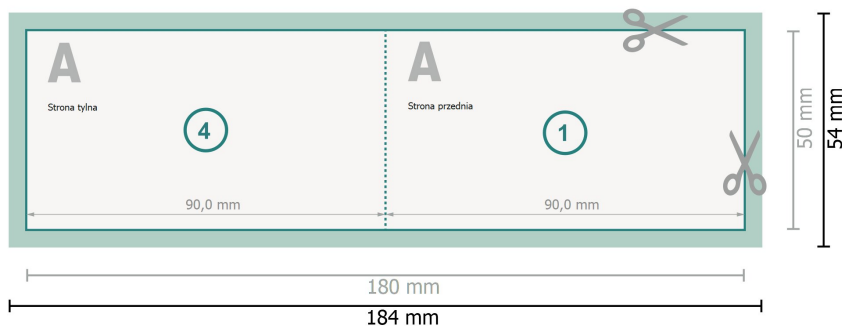 A
Strona tylna
4
90,0 mm
A
Strona przednia
1
90,0 mm
50 mm
54 mm
180 mm
184 mm